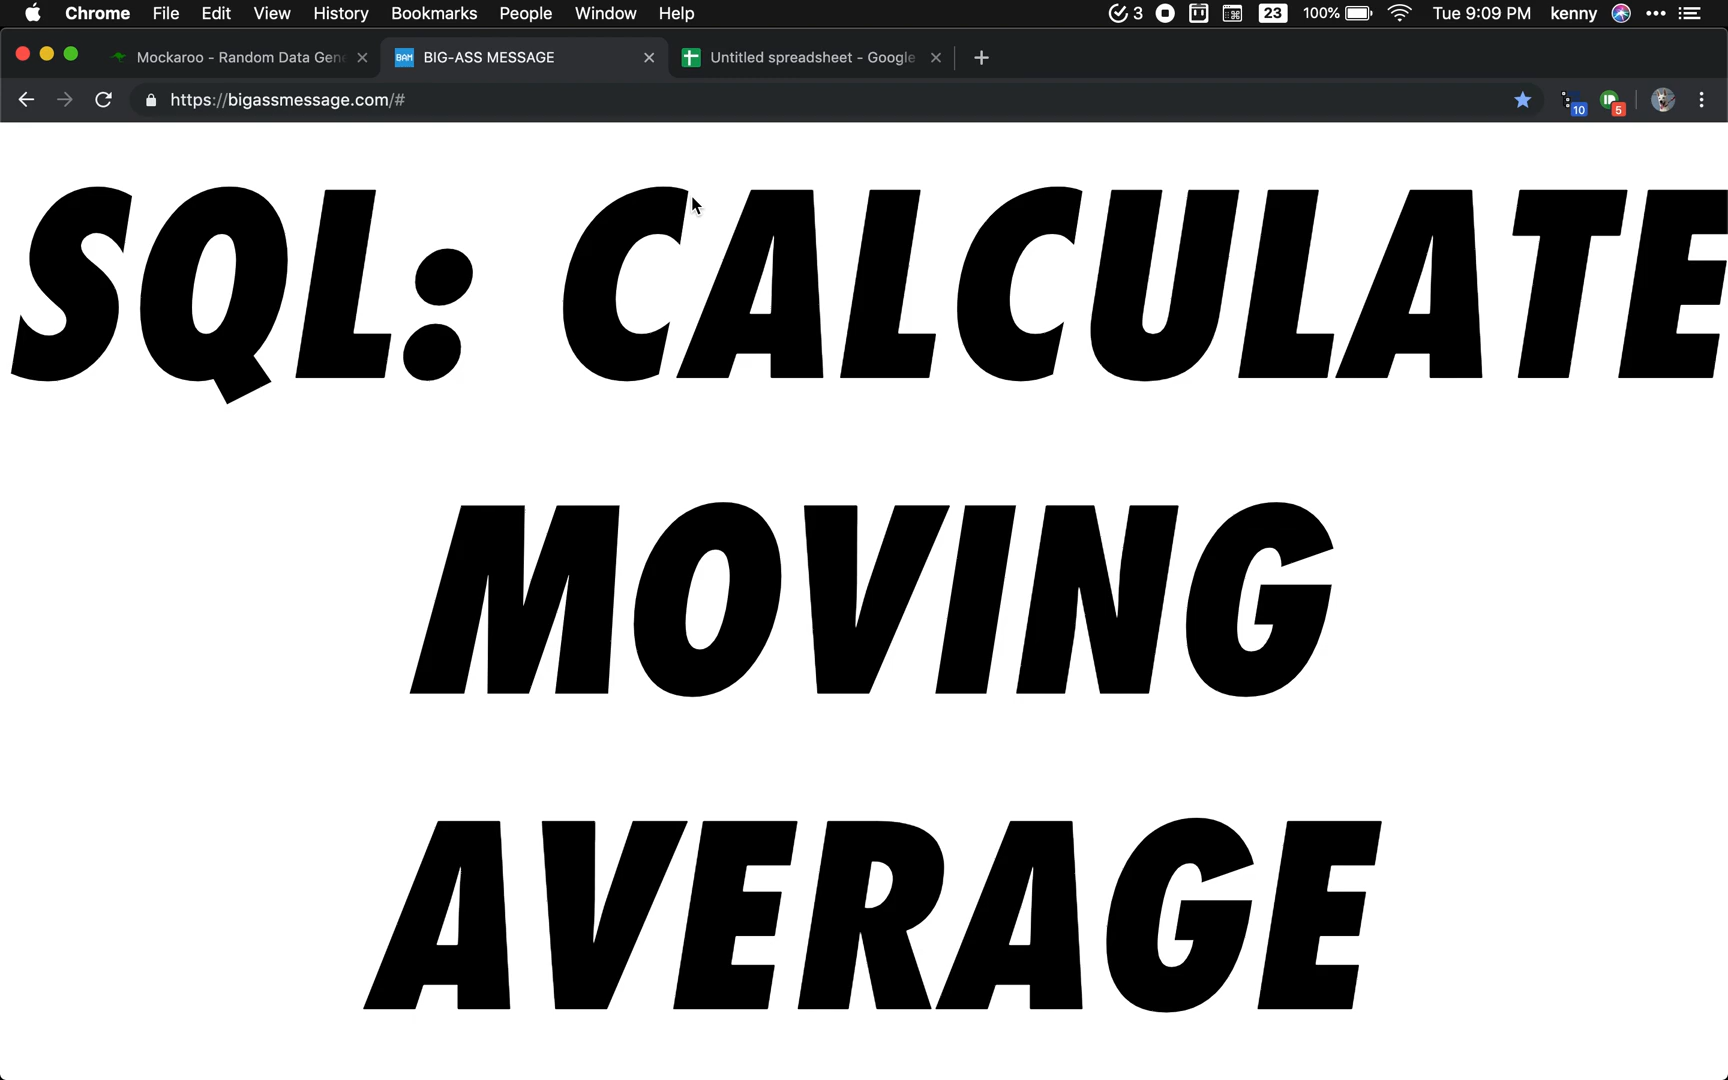 Chrome File Edit View History Bookmarks People Window Help 3 23 100% Tue 9:09 PM kenny
Mockaroo - Random Data Gen BAM BIG-ASS MESSAGE Untitled spreadsheet - Google
https://bigassmessage.com/# 10 5
SQL: CALCULATE
MOVING
AVERAGE